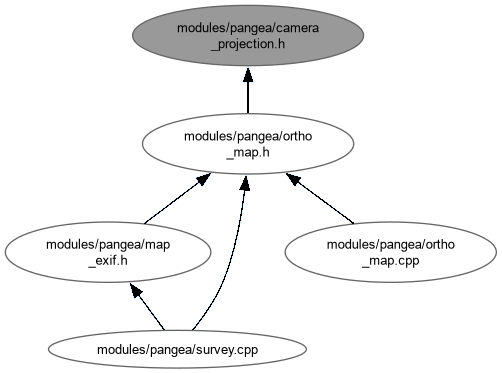 modules/pangea/camera
_projection.h
modules/pangea/ortho
_map.h
modules/pangea/map
_exif.h
modules/pangea/ortho
_map.cpp
modules/pangea/survey.cpp